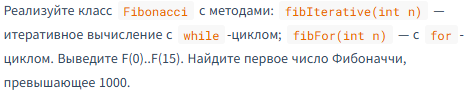 Реализуйте класс Fibonacci с методами: fibIterative(int n) —
итеративное вычисление с while -циклом; fibFor(int n) — с for -
циклом. Выведите F(0)..F(15). Найдите первое число Фибоначчи,
превышающее 1000.